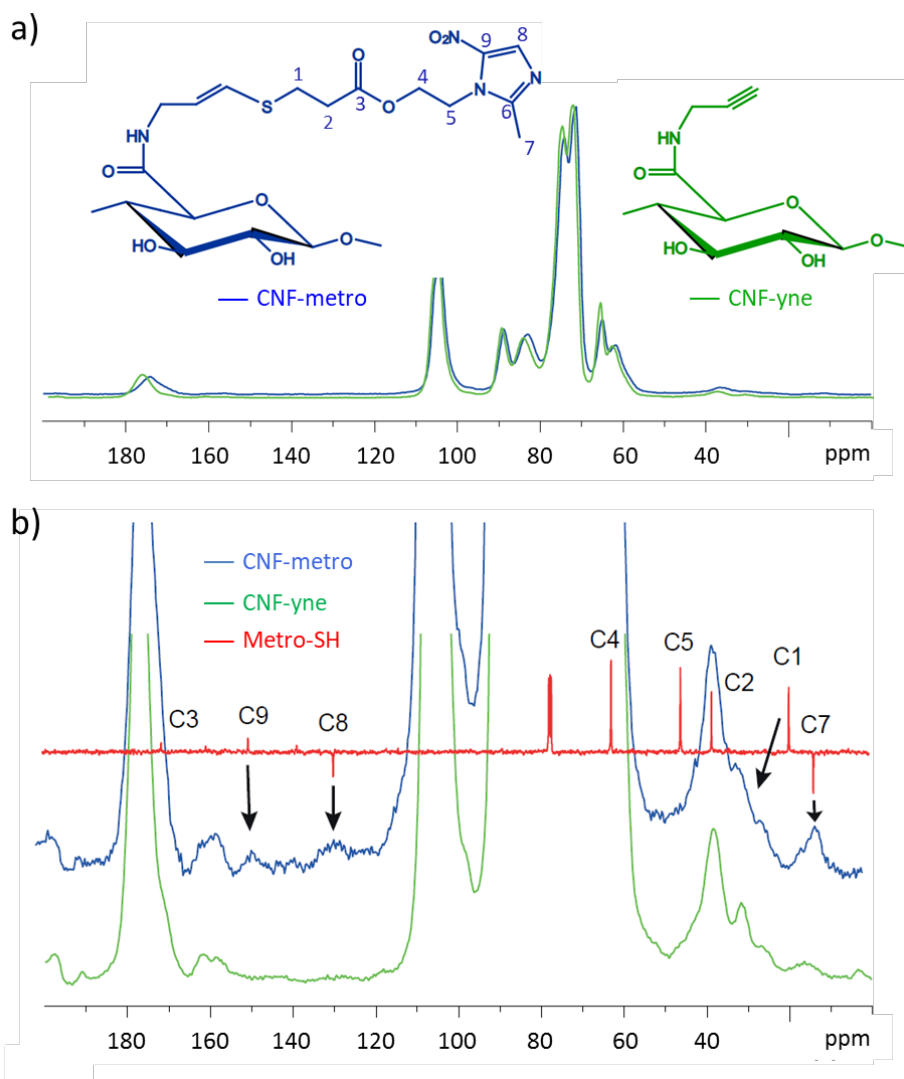 a)
O₂N
9
8
N
N
6
7
O
1
2
3
O
4
5
S
HN
O
O
HO
OH
O
CNF-metro
HN
O
O
HO
OH
O
CNF-yne
180 160 140 120 100 80 60 40 ppm
b)
CNF-metro
CNF-yne
Metro-SH
C3
C9
C8
C4
C5
C2
C1
C7
180 160 140 120 100 80 60 40 ppm